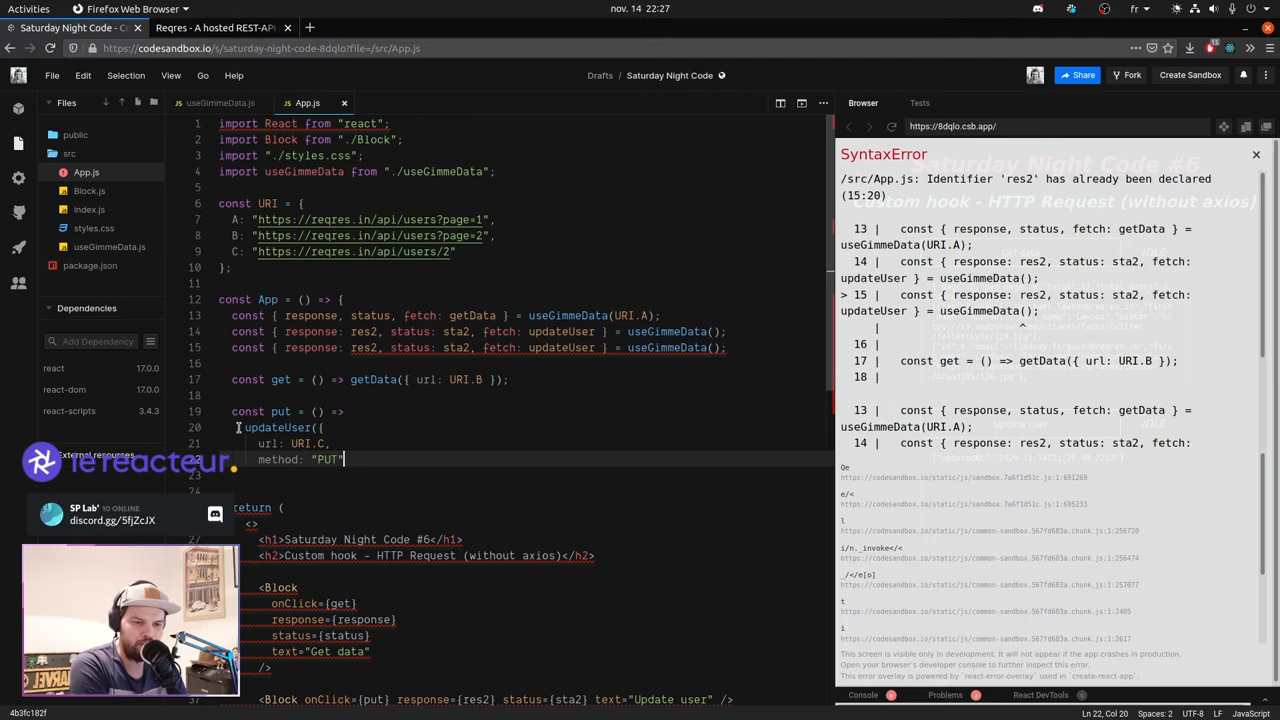 Activities
Firefox Web Browser
nov. 14 22:27
fr
Saturday Night Code - C
Reqres - A hosted REST-API
https://codesandbox.io/s/saturday-night-code-8dqlo?file=/src/App.js
15
File Edit Selection View Go Help
Drafts / Saturday Night Code
Share
Fork
Create Sandbox
Files
public
src
App.js
Block.js
index.js
styles.css
useGimmeData.js
package.json
Dependencies
Add Dependency
react 17.0.0
react-dom 17.0.0
react-scripts 3.4.3
External resources
useGimmeData.js
App.js
1 import React from "react";
2 import Block from "./Block";
3 import "./styles.css";
4 import useGimmeData from "./useGimmeData";
5
6 const URI = {
7 A: "https://reqres.in/api/users?page=1",
8 B: "https://reqres.in/api/users?page=2",
9 C: "https://reqres.in/api/users/2"
10 };
11
12 const App = () => {
13 const { response, status, fetch: getData } = useGimmeData(URI.A);
14 const { response: res2, status: sta2, fetch: updateUser } = useGimmeData();
15 const { response: res2, status: sta2, fetch: updateUser } = useGimmeData();
16
17 const get = () => getData({ url: URI.B });
18
19 const put = () =>
20 updateUser({
21 url: URI.C,
22 method: "PUT"
23
24
return (
<>
27 <h1>Saturday Night Code #6</h1>
28 <h2>Custom hook - HTTP Request (without axios)</h2>
<Block
onClick={get}
response={response}
status={status}
text="Get data"
/>
<Block onClick={put} response={res2} status={sta2} text="Update user" />
le reacteur.
SP Lab' 10 ONLINE
discord.gg/5fjZcJX
Browser
Tests
https://8dqlo.csb.app/
Saturday Night Code #6
Custom hook - HTTP Request (without axios)
Get data
IDLE
Update user
IDLE
SyntaxError
/src/App.js: Identifier 'res2' has already been declared
(15:20)
13 | const { response, status, fetch: getData } =
useGimmeData(URI.A);
14 | const { response: res2, status: sta2, fetch:
updateUser } = useGimmeData();
> 15 | const { response: res2, status: sta2, fetch:
updateUser } = useGimmeData();
| ^
16 |
17 | const get = () => getData({ url: URI.B });
18 |
13 | const { response, status, fetch: getData } =
useGimmeData(URI.A);
14 | const { response: res2, status: sta2, fetch:
Qe
https://codesandbox.io/static/js/sandbox.7a6f1d51c.js:1:691269
e/<
https://codesandbox.io/static/js/sandbox.7a6f1d51c.js:1:695233
l
https://codesandbox.io/static/js/common-sandbox.567fd683a.chunk.js:1:256720
i/n._invoke</<
https://codesandbox.io/static/js/common-sandbox.567fd683a.chunk.js:1:256474
_/</e[o]
https://codesandbox.io/static/js/common-sandbox.567fd683a.chunk.js:1:257077
t
https://codesandbox.io/static/js/common-sandbox.567fd683a.chunk.js:1:2405
i
https://codesandbox.io/static/js/common-sandbox.567fd683a.chunk.js:1:2617
This screen is visible only in development. It will not appear if the app crashes in production.
Open your browser's developer console to further inspect this error.
This error overlay is powered by `react-error-overlay` used in `create-react-app`.
Console
Problems
React DevTools
4b3fc182f
Ln 22, Col 20
Spaces: 2
UTF-8
LF
JavaScript